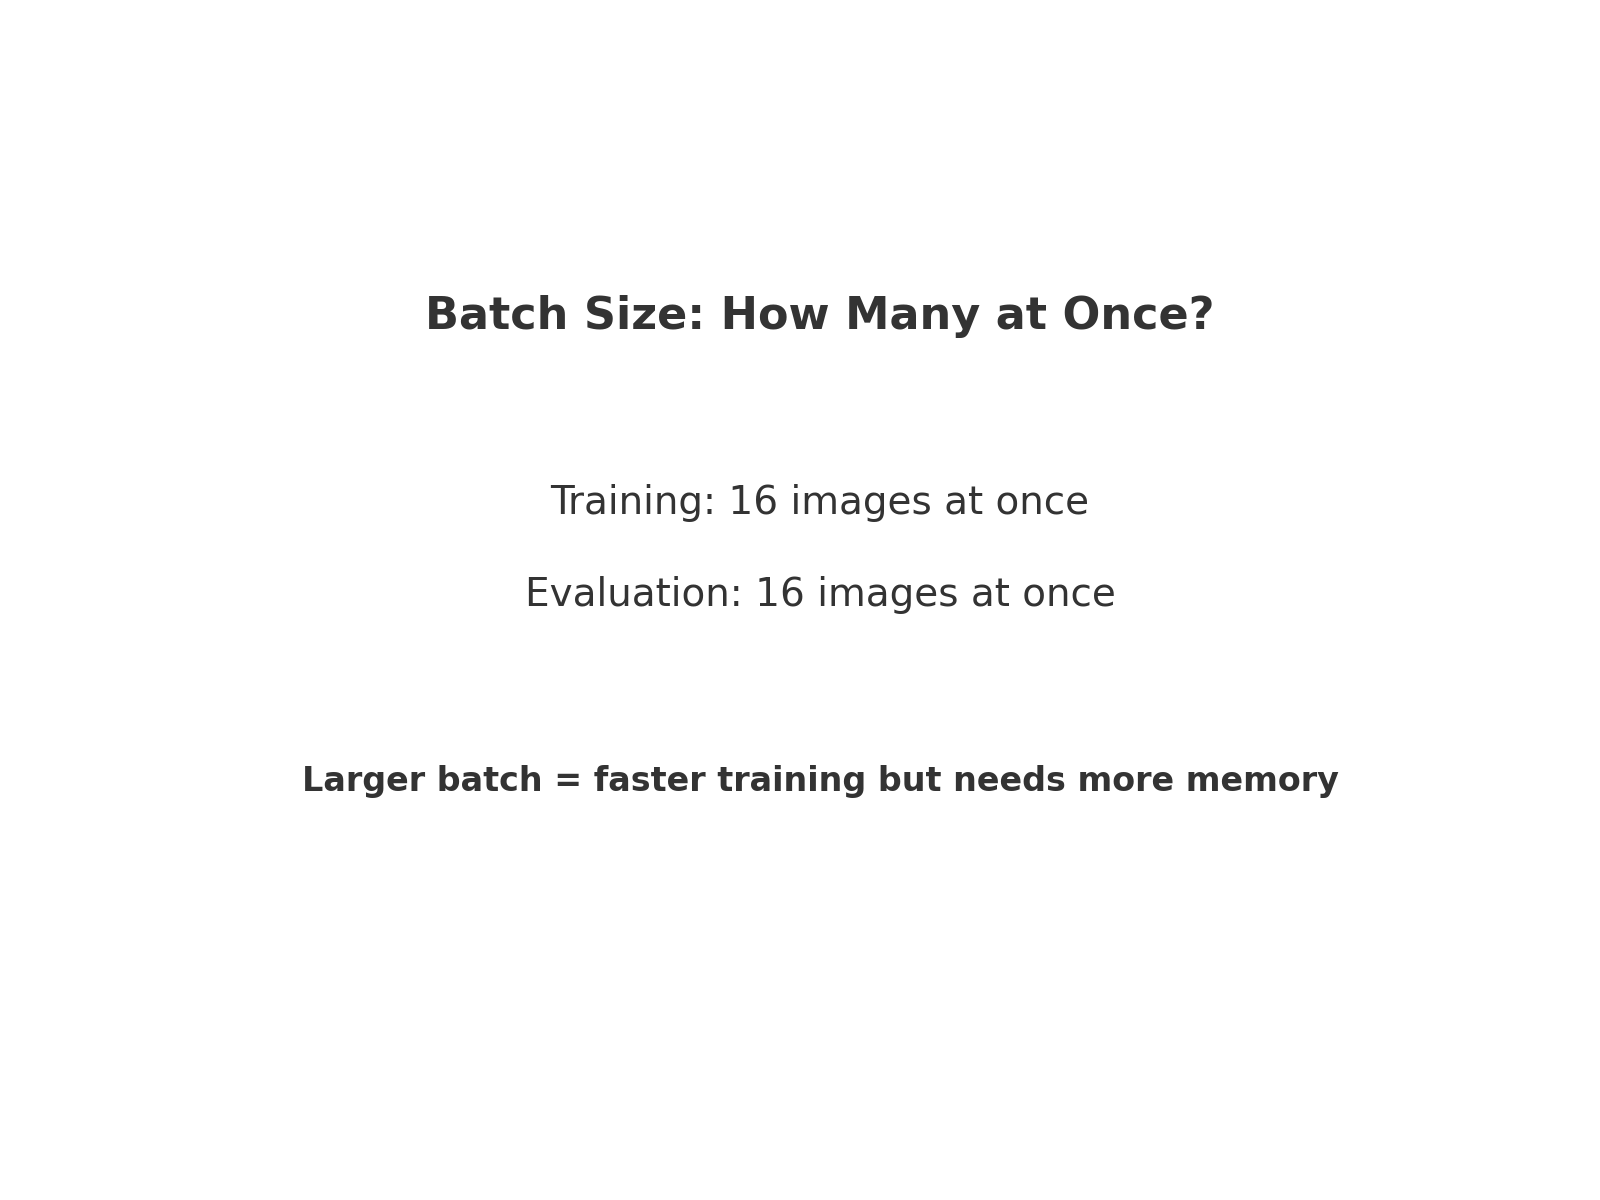 Batch Size: How Many at Once?
Training: 16 images at once
Evaluation: 16 images at once
Larger batch = faster training but needs more memory